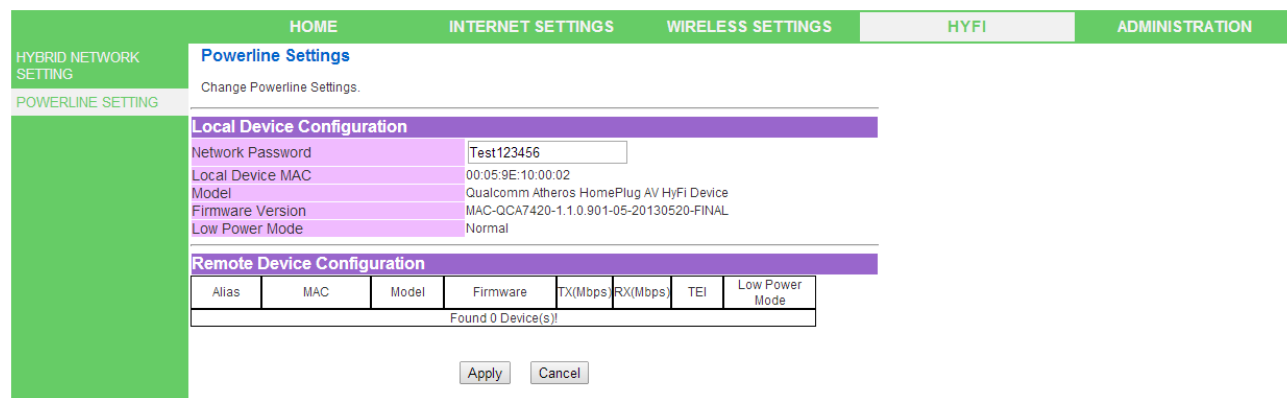 HOME INTERNET SETTINGS WIRELESS SETTINGS HYFI ADMINISTRATION
HYBRID NETWORK
SETTING
POWERLINE SETTING
Powerline Settings
Change Powerline Settings.
Local Device Configuration
Network Password Test123456
Local Device MAC 00:05:9E:10:00:02
Model Qualcomm Atheros HomePlug AV HyFi Device
Firmware Version MAC-QCA7420-1.1.0.901-05-20130520-FINAL
Low Power Mode Normal
Remote Device Configuration
Alias MAC Model Firmware TX(Mbps) RX(Mbps) TEI Low Power
Mode
Found 0 Device(s)!
Apply Cancel